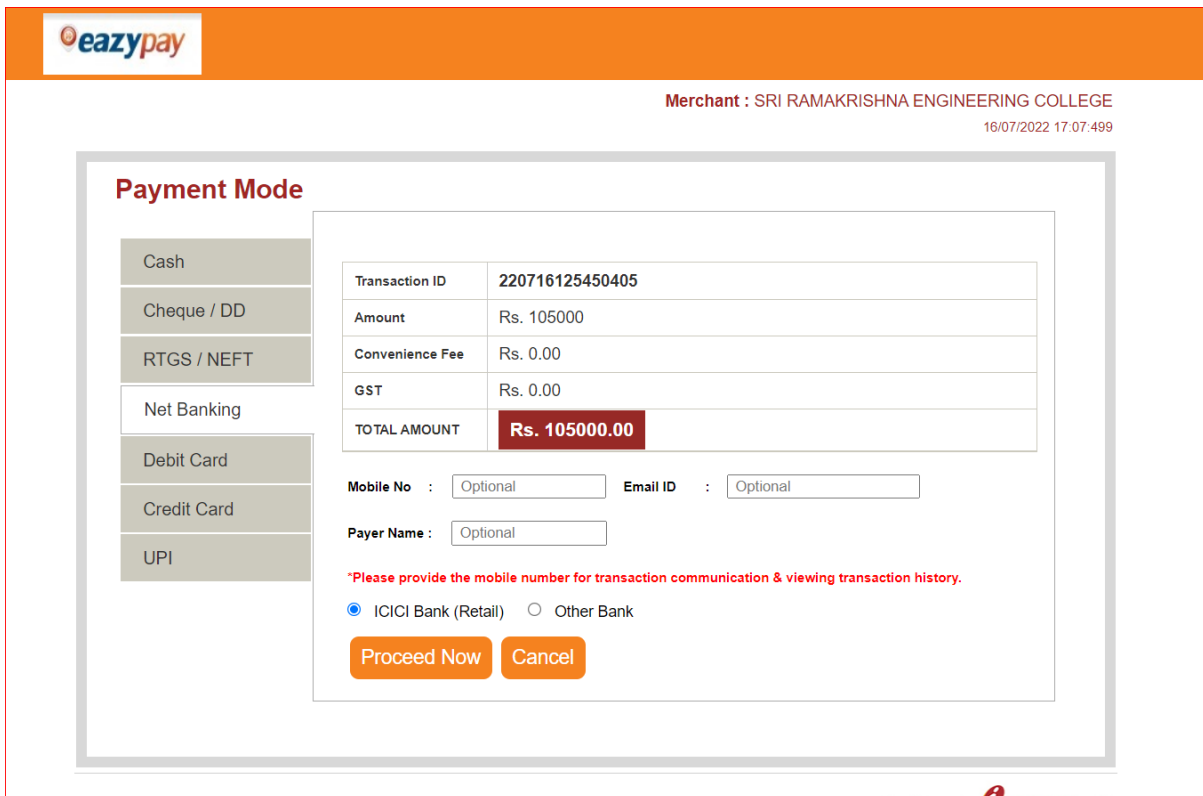 eazypay
Merchant : SRI RAMAKRISHNA ENGINEERING COLLEGE
16/07/2022 17:07:499
Payment Mode
Cash
Cheque / DD
RTGS / NEFT
Net Banking
Debit Card
Credit Card
UPI
Transaction ID 220716125450405
Amount Rs. 105000
Convenience Fee Rs. 0.00
GST Rs. 0.00
TOTAL AMOUNT Rs. 105000.00
Mobile No : Optional Email ID : Optional
Payer Name : Optional
*Please provide the mobile number for transaction communication & viewing transaction history.
ICICI Bank (Retail) Other Bank
Proceed Now Cancel